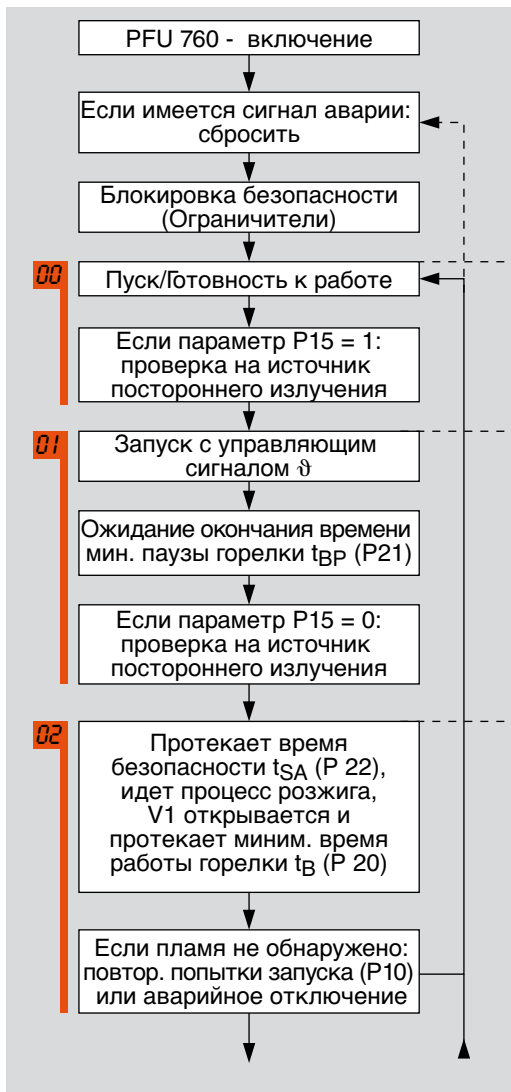 PFU 760 - включение
Если имеется сигнал аварии:
сбросить
Блокировка безопасности
(Ограничители)
00
Пуск/Готовность к работе
Если параметр P15 = 1:
проверка на источник
постороннего излучения
01
Запуск с управляющим
сигналом ϑ
Ожидание окончания времени
мин. паузы горелки tBP (P21)
Если параметр P15 = 0:
проверка на источник
постороннего излучения
02
Протекает время
безопасности tSA (P 22),
идет процесс розжига,
V1 открывается и
протекает миним. время
работы горелки tB (P 20)
Если пламя не обнаружено:
повтор. попытки запуска (P10)
или аварийное отключение